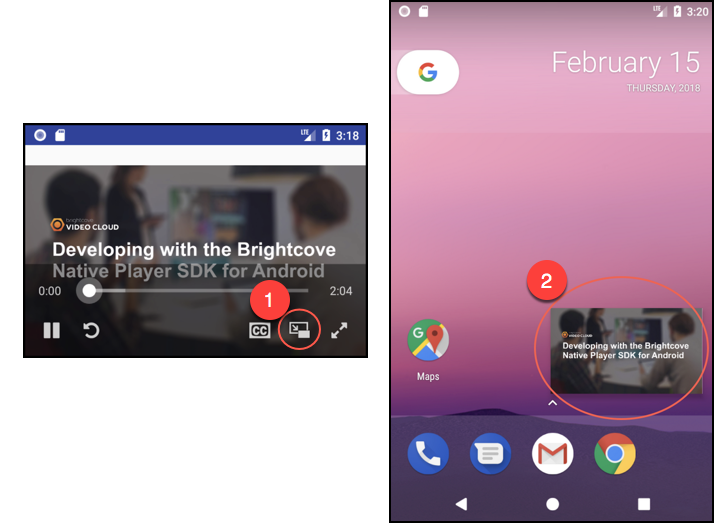 LTE 3:18
brightcove
VIDEO CLOUD
Developing with the Brightcove
Native Player SDK for Android
0:00
2:04
1
CC
LTE 3:20
G
February 15
THURSDAY, 2018
2
VIDEO CLOUD
Developing with the Brightcove
Native Player SDK for Android
G
Maps